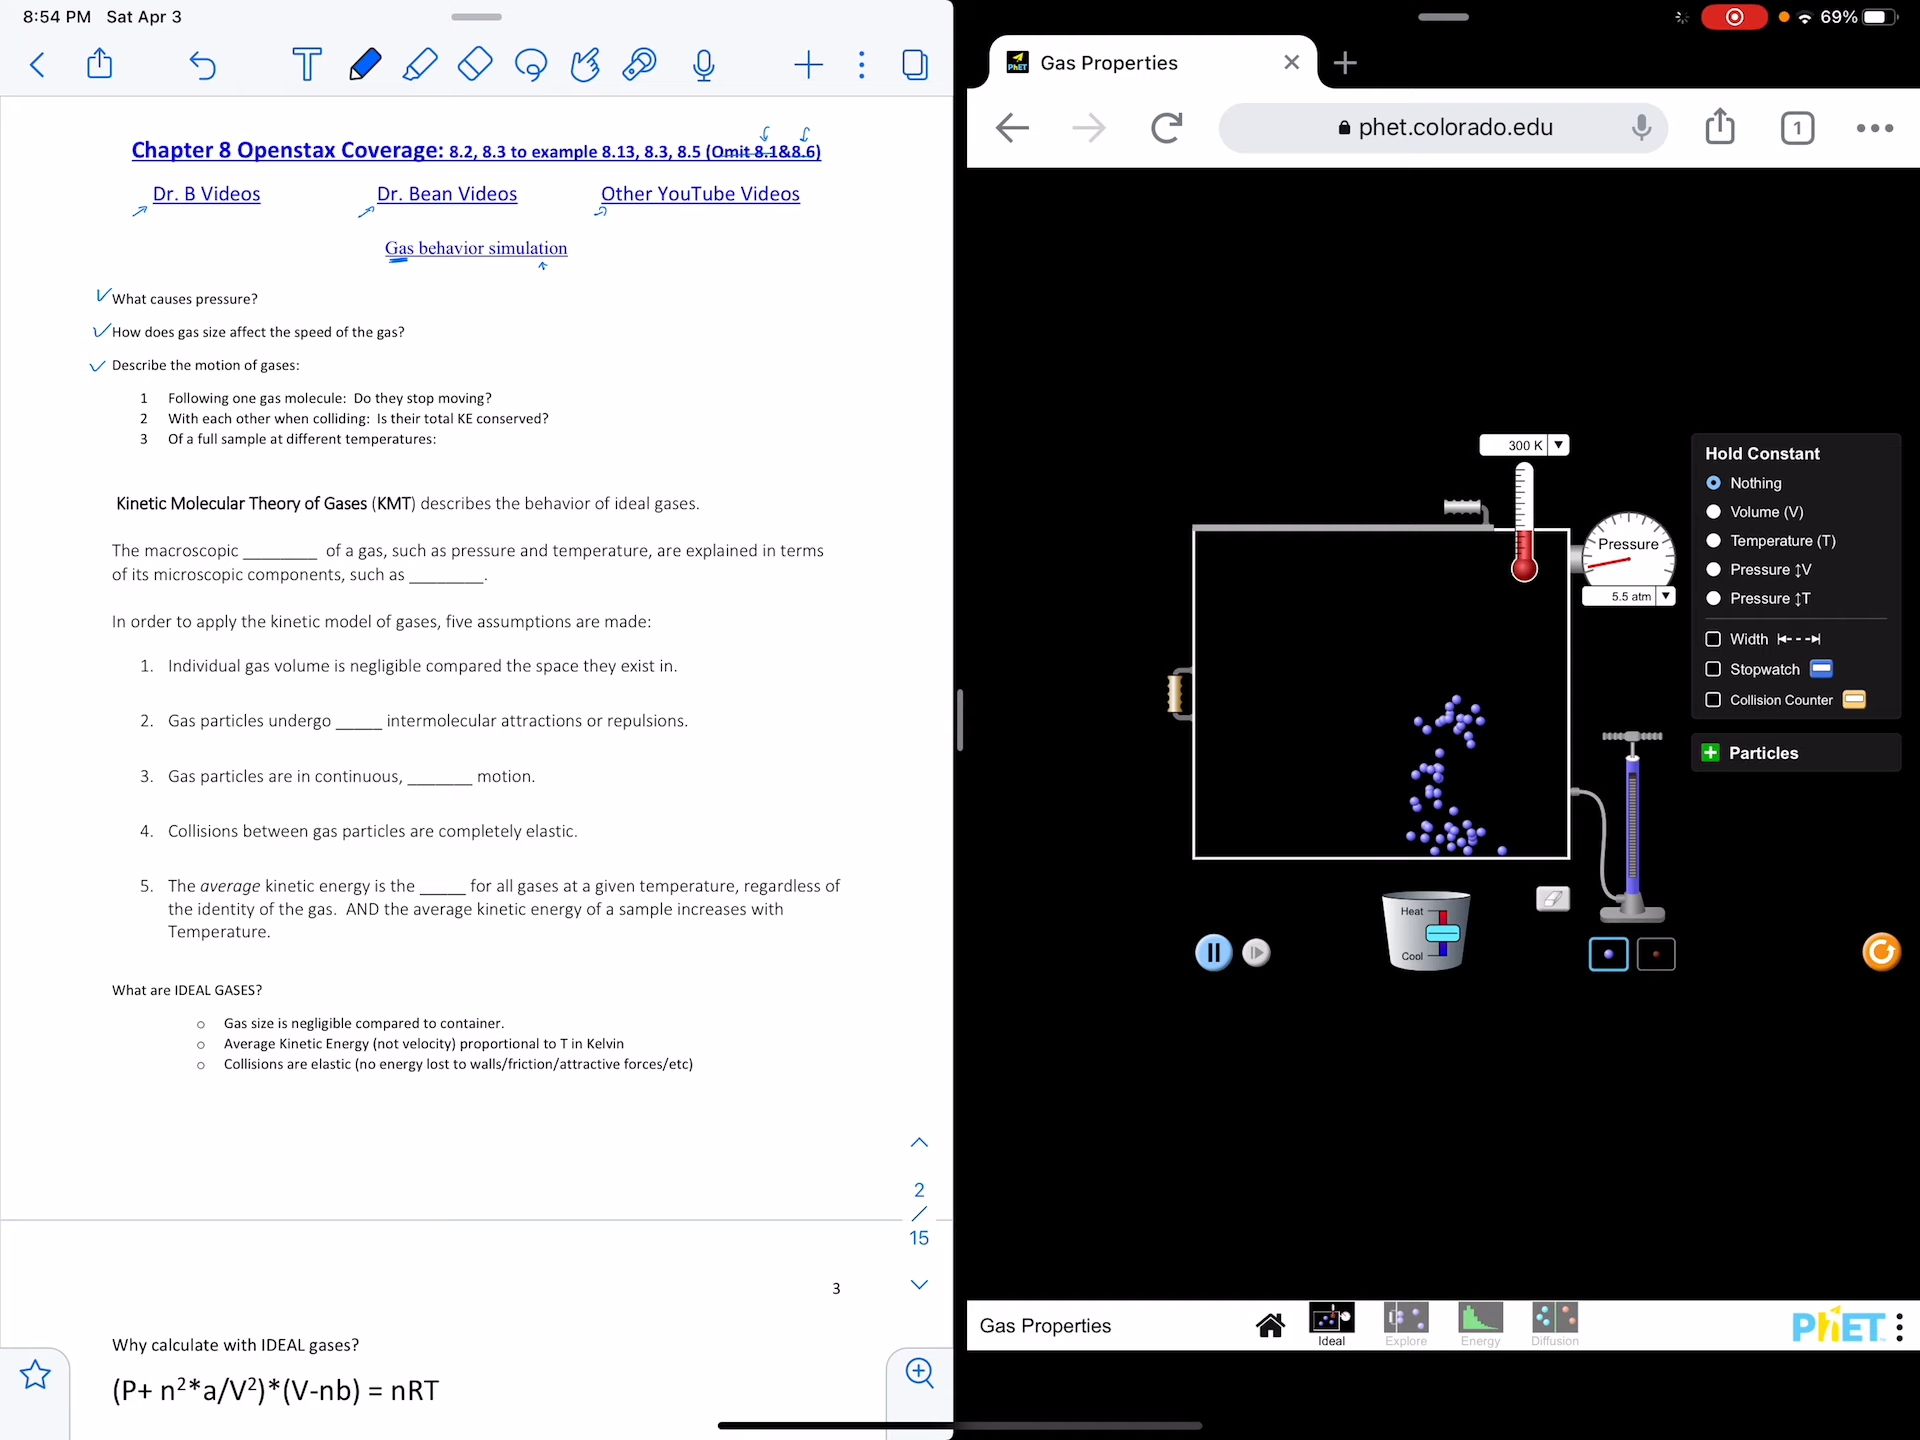 8:54 PM Sat Apr 3
Chapter 8 Openstax Coverage: 8.2, 8.3 to example 8.13, 8.3, 8.5 (Omit 8.1&8.6)
Dr. B Videos Dr. Bean Videos Other YouTube Videos
Gas behavior simulation
What causes pressure?
How does gas size affect the speed of the gas?
Describe the motion of gases:
1 Following one gas molecule: Do they stop moving?
2 With each other when colliding: Is their total KE conserved?
3 Of a full sample at different temperatures:
Kinetic Molecular Theory of Gases (KMT) describes the behavior of ideal gases.
The macroscopic ________ of a gas, such as pressure and temperature, are explained in terms
of its microscopic components, such as ________.
In order to apply the kinetic model of gases, five assumptions are made:
1. Individual gas volume is negligible compared the space they exist in.
2. Gas particles undergo _____ intermolecular attractions or repulsions.
3. Gas particles are in continuous, _______ motion.
4. Collisions between gas particles are completely elastic.
5. The average kinetic energy is the _____ for all gases at a given temperature, regardless of
the identity of the gas. AND the average kinetic energy of a sample increases with
Temperature.
What are IDEAL GASES?
o Gas size is negligible compared to container.
o Average Kinetic Energy (not velocity) proportional to T in Kelvin
o Collisions are elastic (no energy lost to walls/friction/attractive forces/etc)
2
/
15
3
Why calculate with IDEAL gases?
(P+ n²*a/V²)*(V-nb) = nRT
69%
PhET Gas Properties
phet.colorado.edu
1
300 K
Pressure
5.5 atm
Hold Constant
Nothing
Volume (V)
Temperature (T)
Pressure ↕V
Pressure ↕T
Width
Stopwatch
Collision Counter
Particles
Heat
Cool
Gas Properties
Ideal
Explore
Energy
Diffusion
PhET